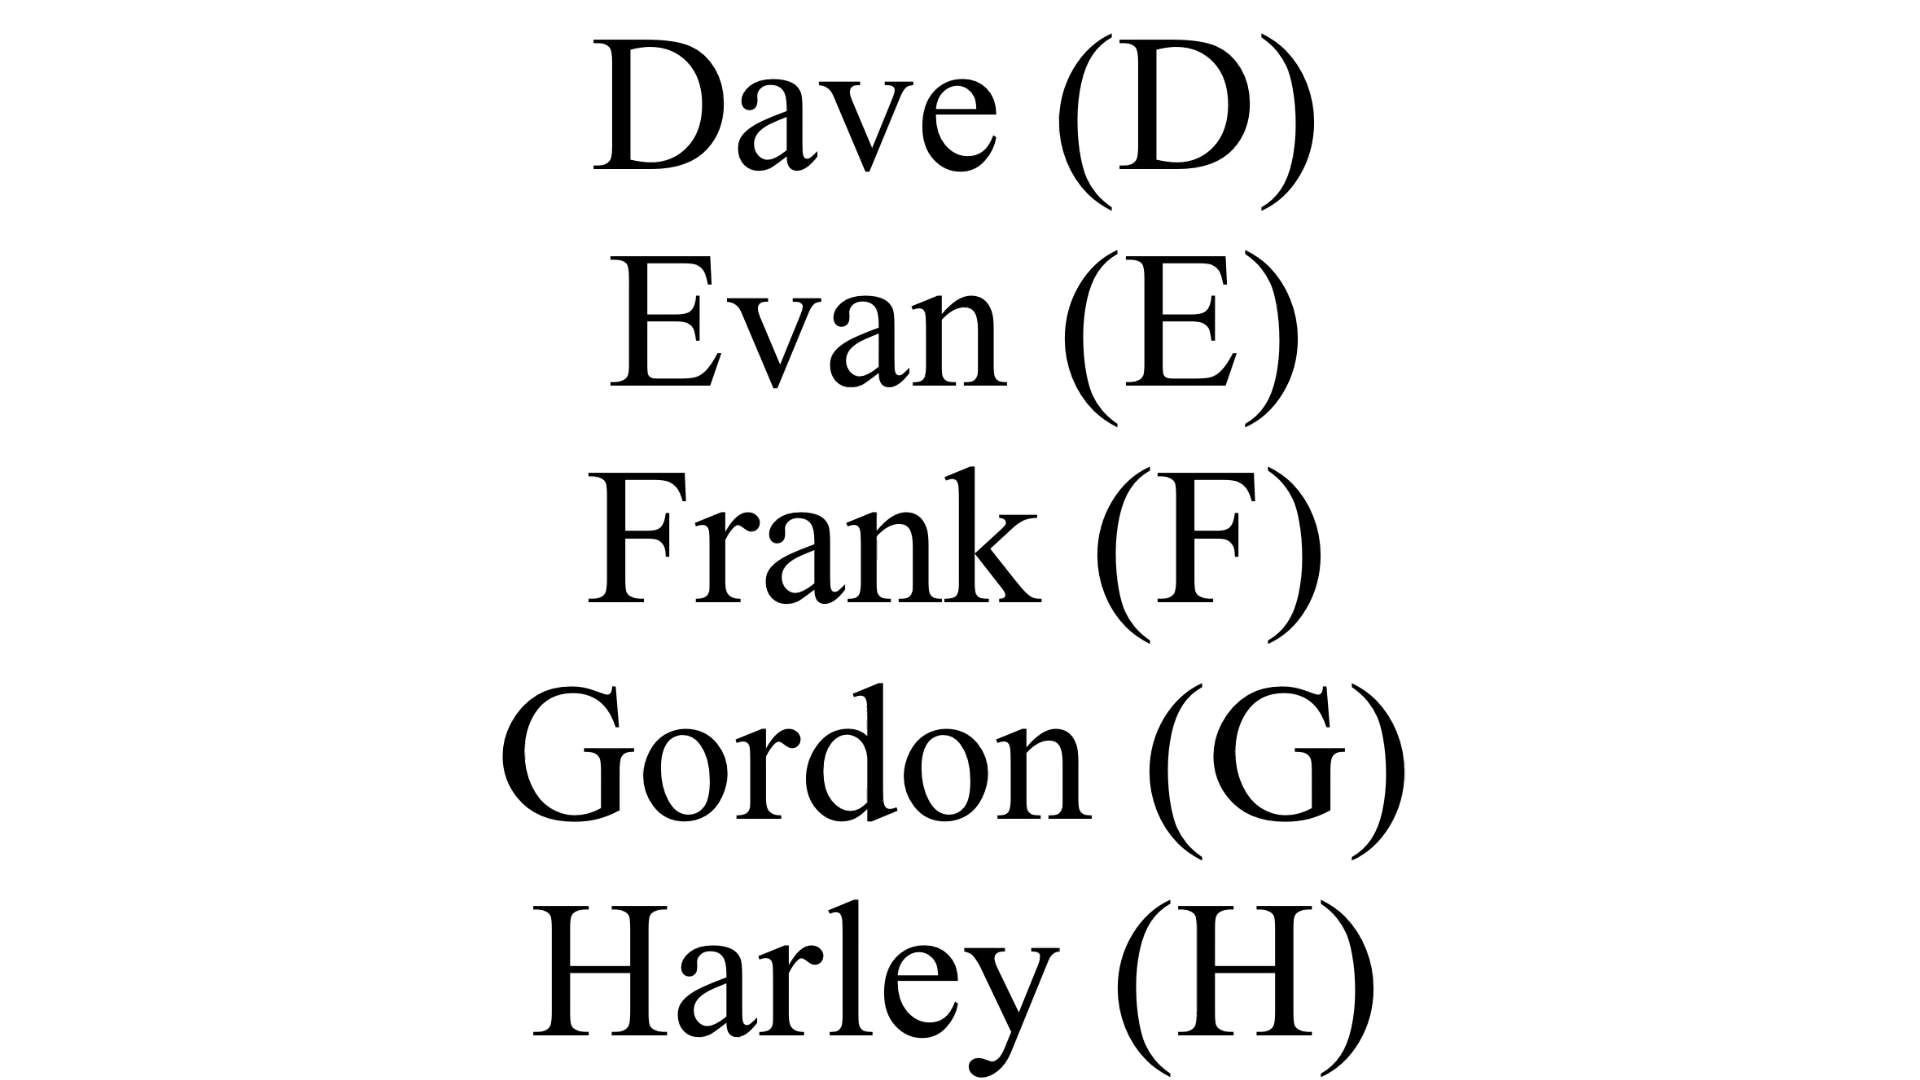 Dave (D)
Evan (E)
Frank (F)
Gordon (G)
Harley (H)